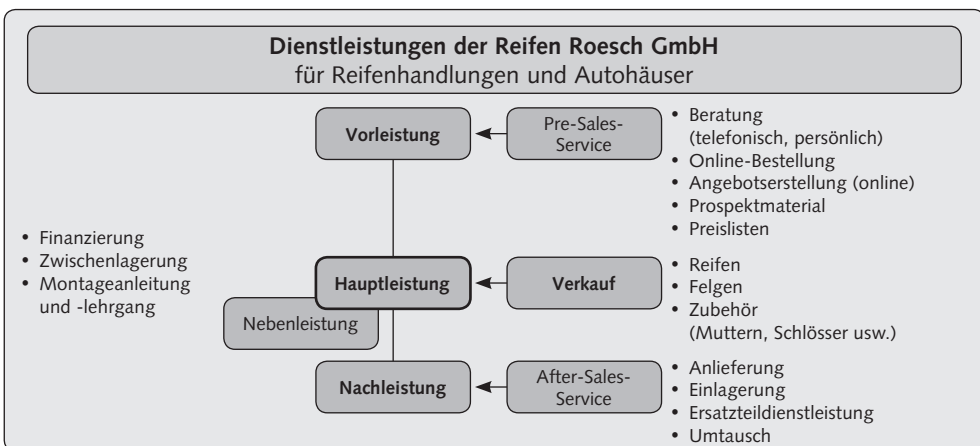 Dienstleistungen der Reifen Roesch GmbH
für Reifenhandlungen und Autohäuser
Vorleistung
Pre-Sales-
Service
• Beratung
(telefonisch, persönlich)
• Online-Bestellung
• Angebotserstellung (online)
• Prospektmaterial
• Preislisten
• Finanzierung
• Zwischenlagerung
• Montageanleitung
und -lehrgang
Hauptleistung
Nebenleistung
Verkauf
• Reifen
• Felgen
• Zubehör
(Muttern, Schlösser usw.)
Nachleistung
After-Sales-
Service
• Anlieferung
• Einlagerung
• Ersatzteildienstleistung
• Umtausch